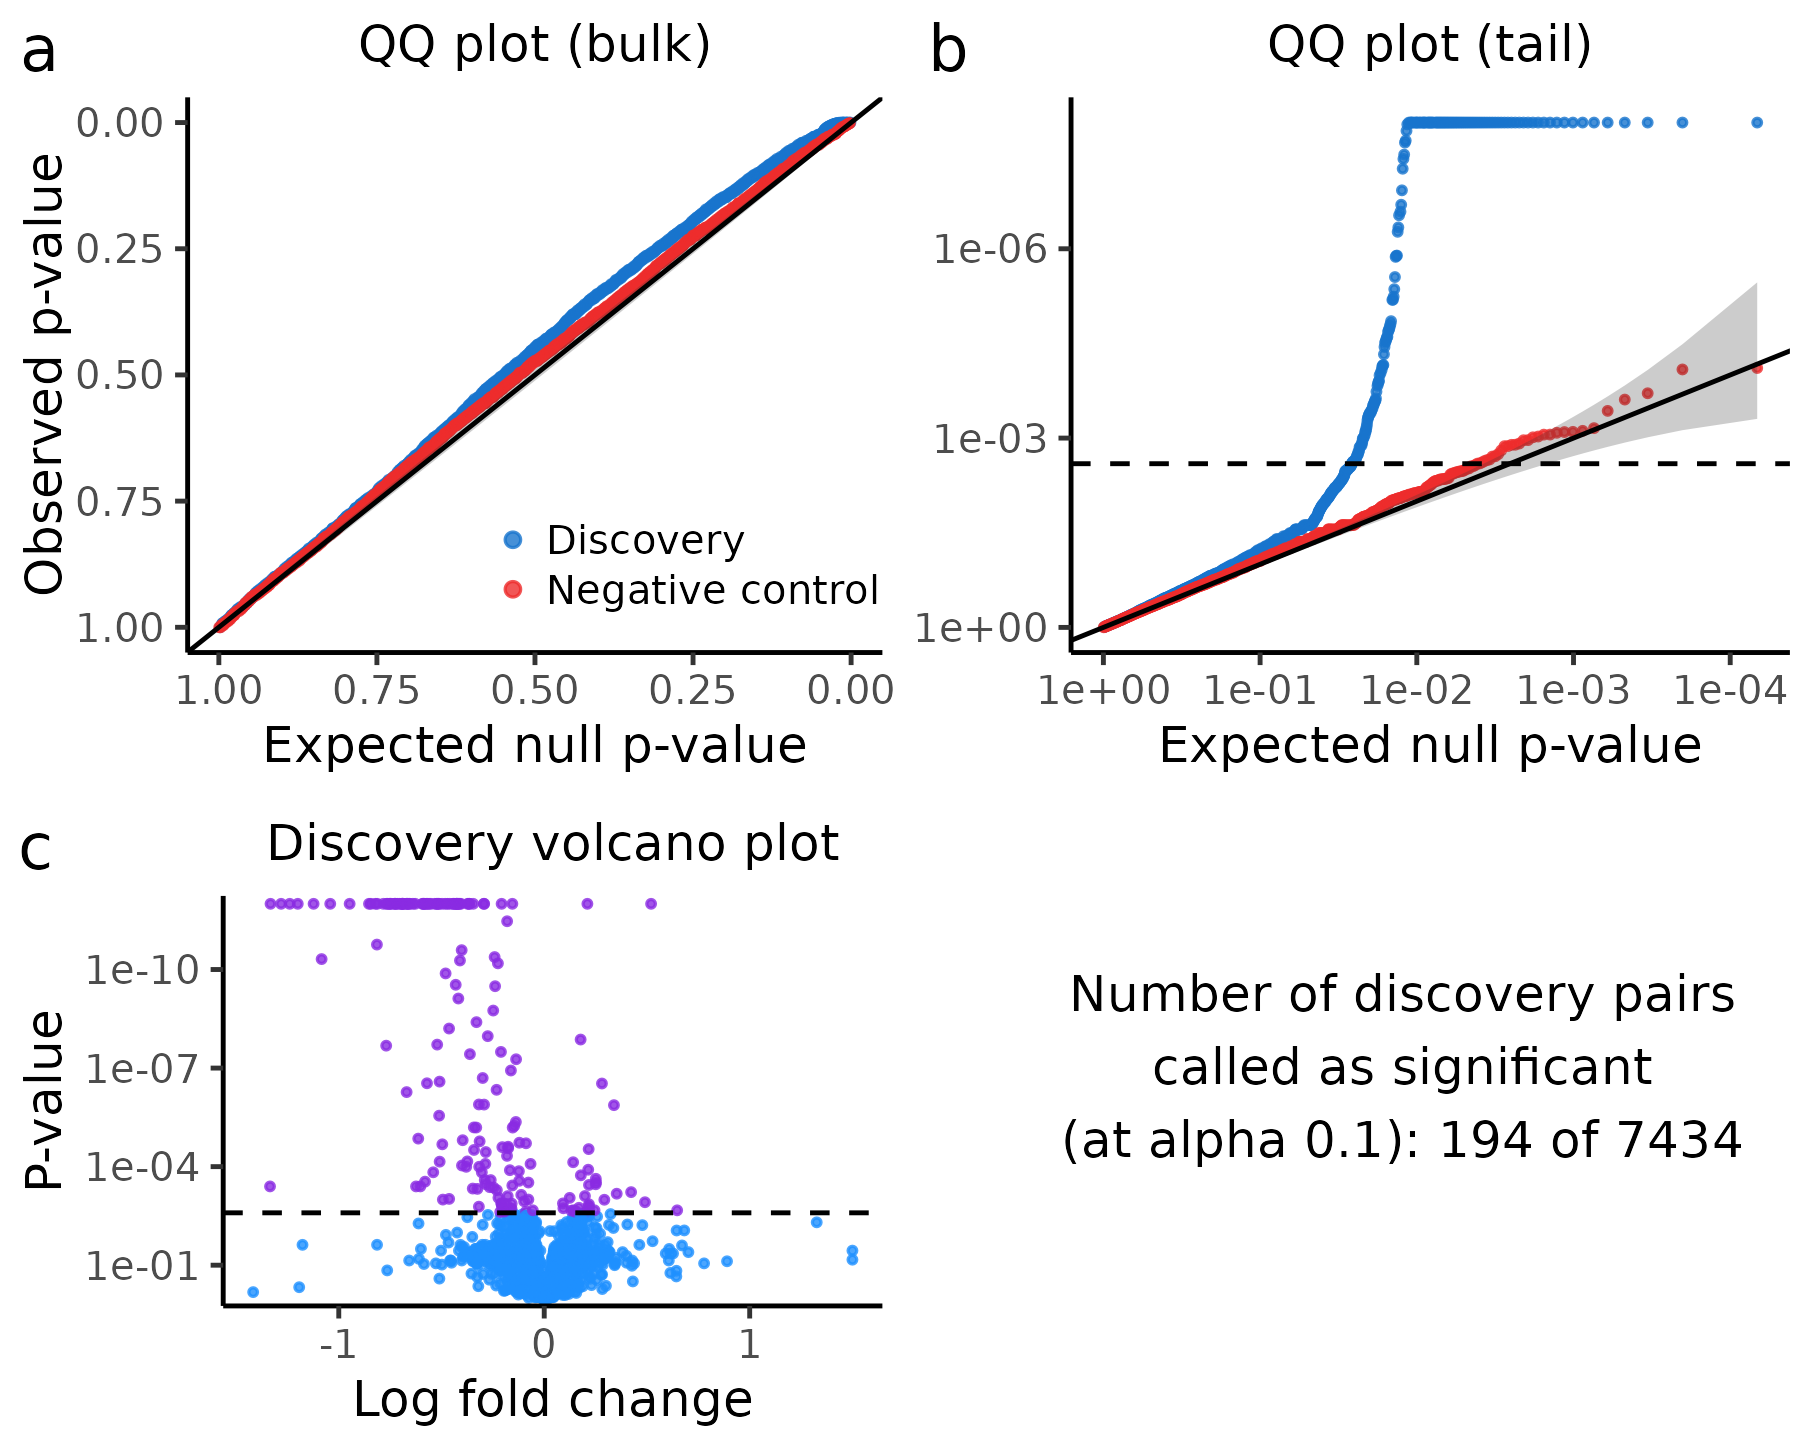 a
QQ plot (bulk)
Observed p-value
0.00
0.25
0.50
0.75
1.00
Discovery
Negative control
1.00 0.75 0.50 0.25 0.00
Expected null p-value
b
QQ plot (tail)
1e-06
1e-03
1e+00
1e+00 1e-01 1e-02 1e-03 1e-04
Expected null p-value
c
Discovery volcano plot
P-value
1e-10
1e-07
1e-04
1e-01
-1 0 1
Log fold change
Number of discovery pairs
called as significant
(at alpha 0.1): 194 of 7434